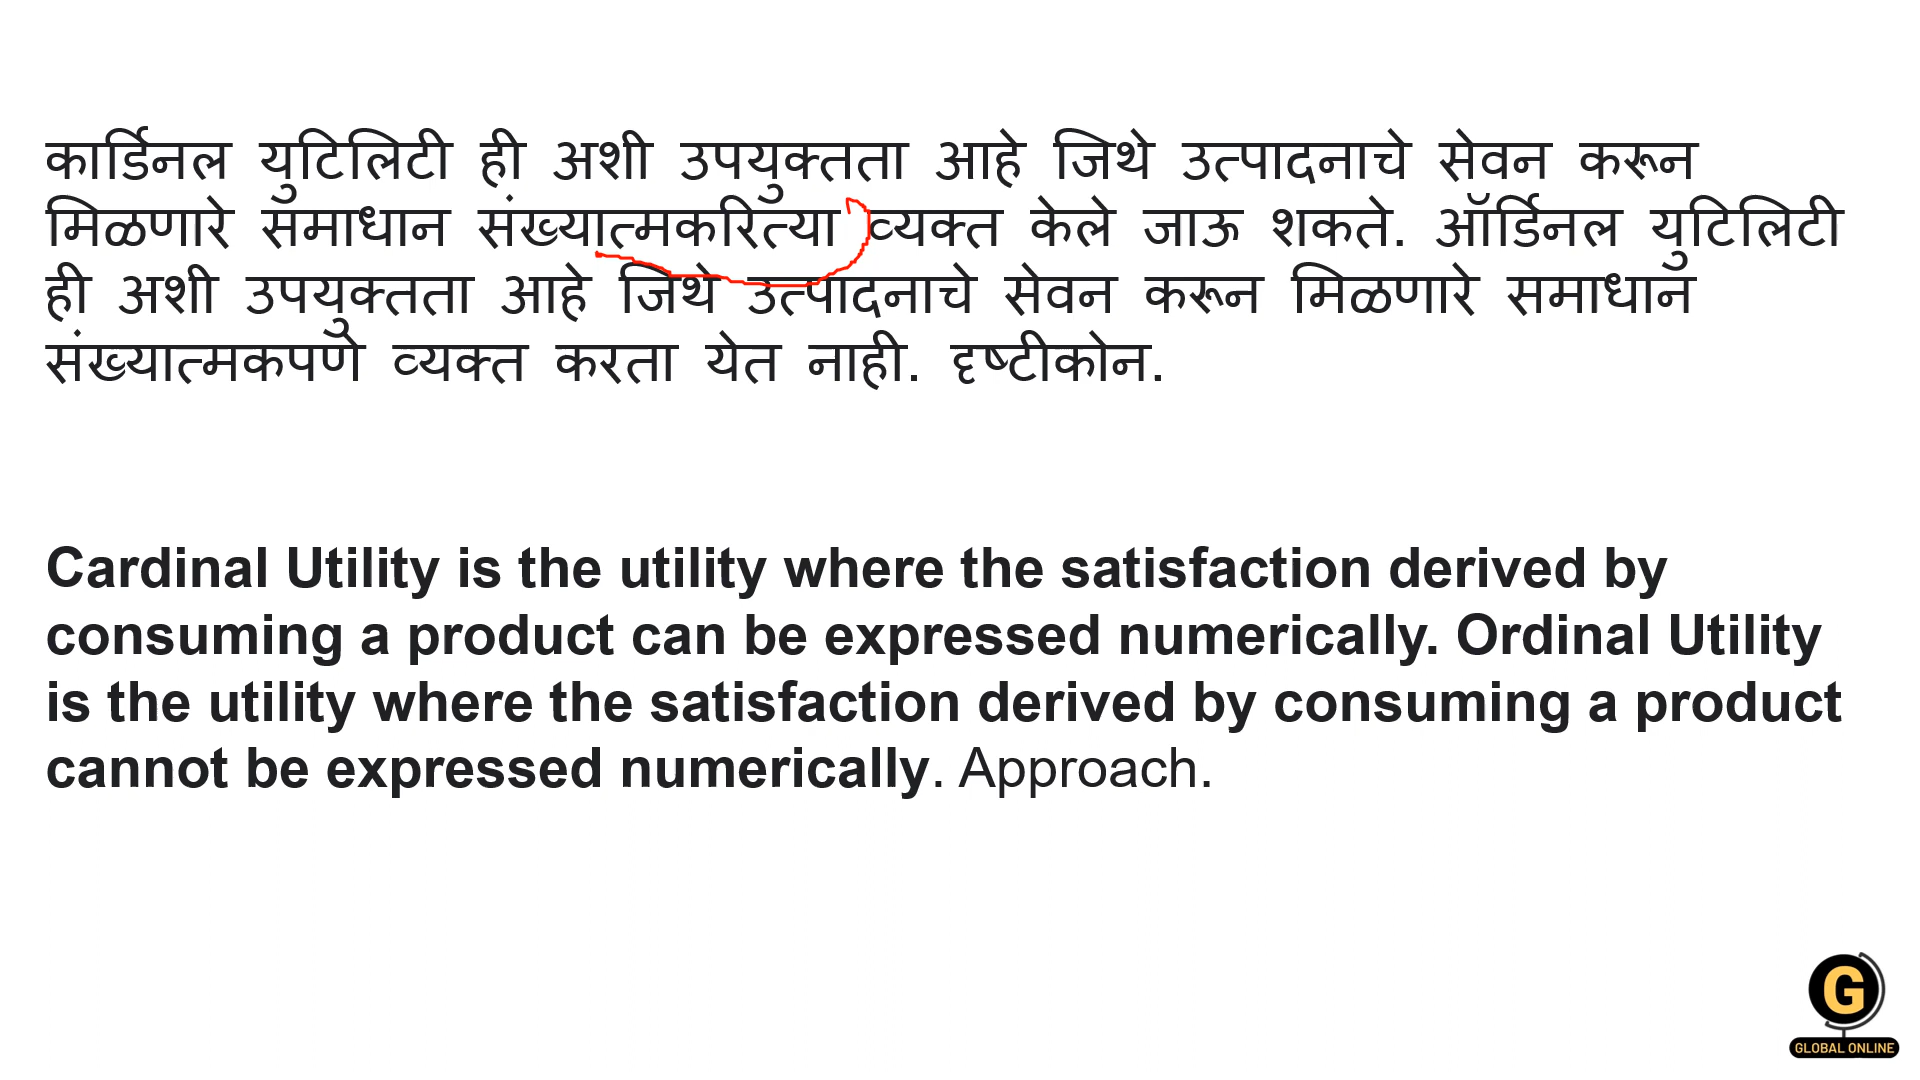 कार्डिनल युटिलिटी ही अशी उपयुक्तता आहे जिथे उत्पादनाचे सेवन करून
मिळणारे समाधान संख्यात्मकरित्या व्यक्त केले जाऊ शकते. ऑर्डिनल युटिलिटी
ही अशी उपयुक्तता आहे जिथे उत्पादनाचे सेवन करून मिळणारे समाधान
संख्यात्मकपणे व्यक्त करता येत नाही. दृष्टीकोन.
Cardinal Utility is the utility where the satisfaction derived by
consuming a product can be expressed numerically. Ordinal Utility
is the utility where the satisfaction derived by consuming a product
cannot be expressed numerically. Approach.
G
GLOBAL ONLINE